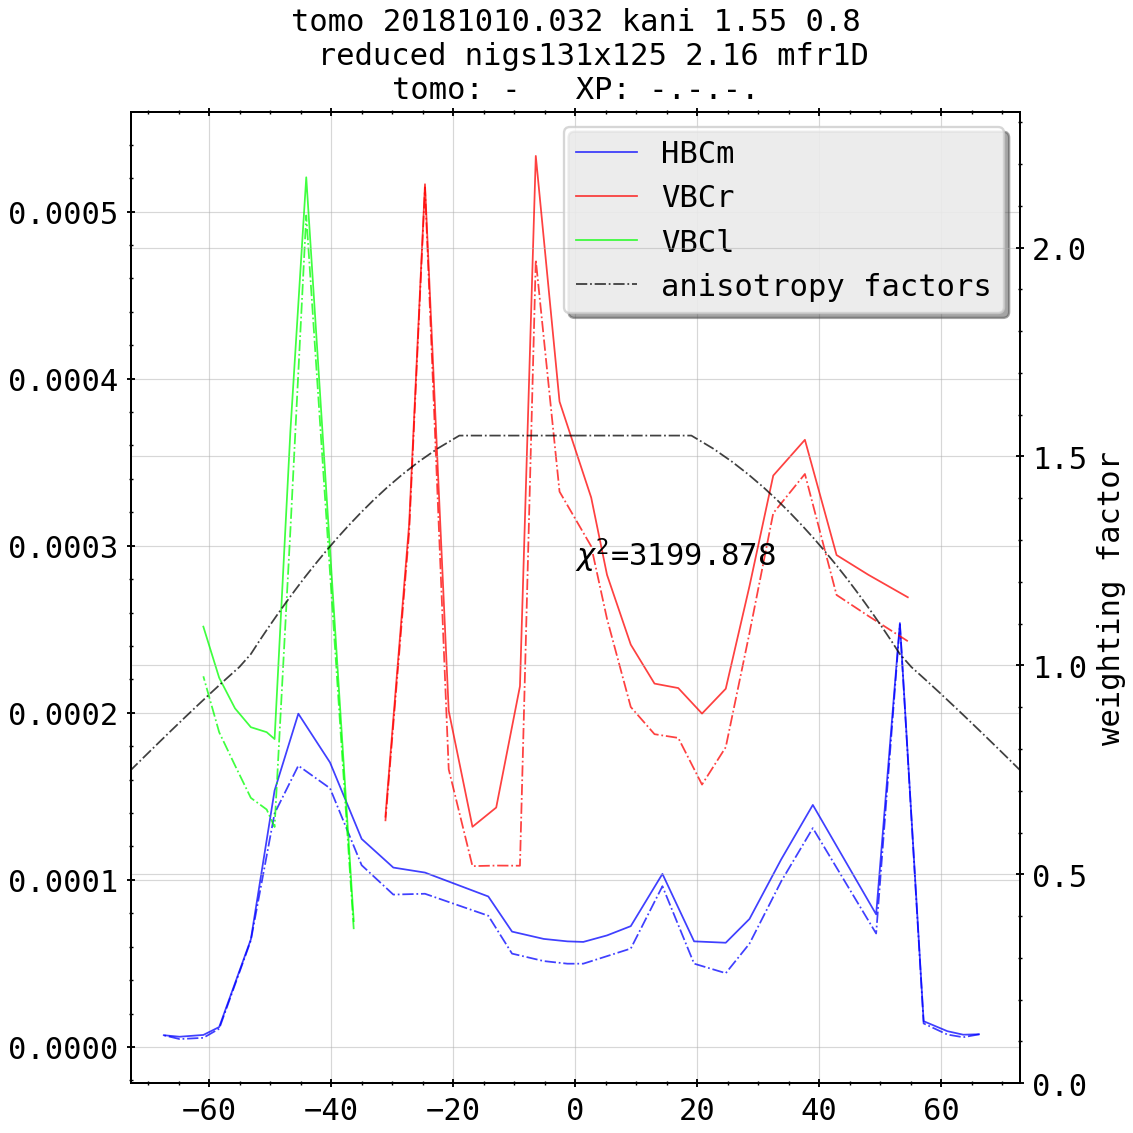 tomo 20181010.032 kani 1.55 0.8
reduced nigs131x125 2.16 mfr1D
tomo: -   XP: -.-.-.
HBCm
VBCr
VBCl
anisotropy factors
0.0005
0.0004
0.0003
0.0002
0.0001
0.0000
2.0
1.5
1.0
0.5
0.0
weighting factor
χ²=3199.878
−60 −40 −20 0 20 40 60